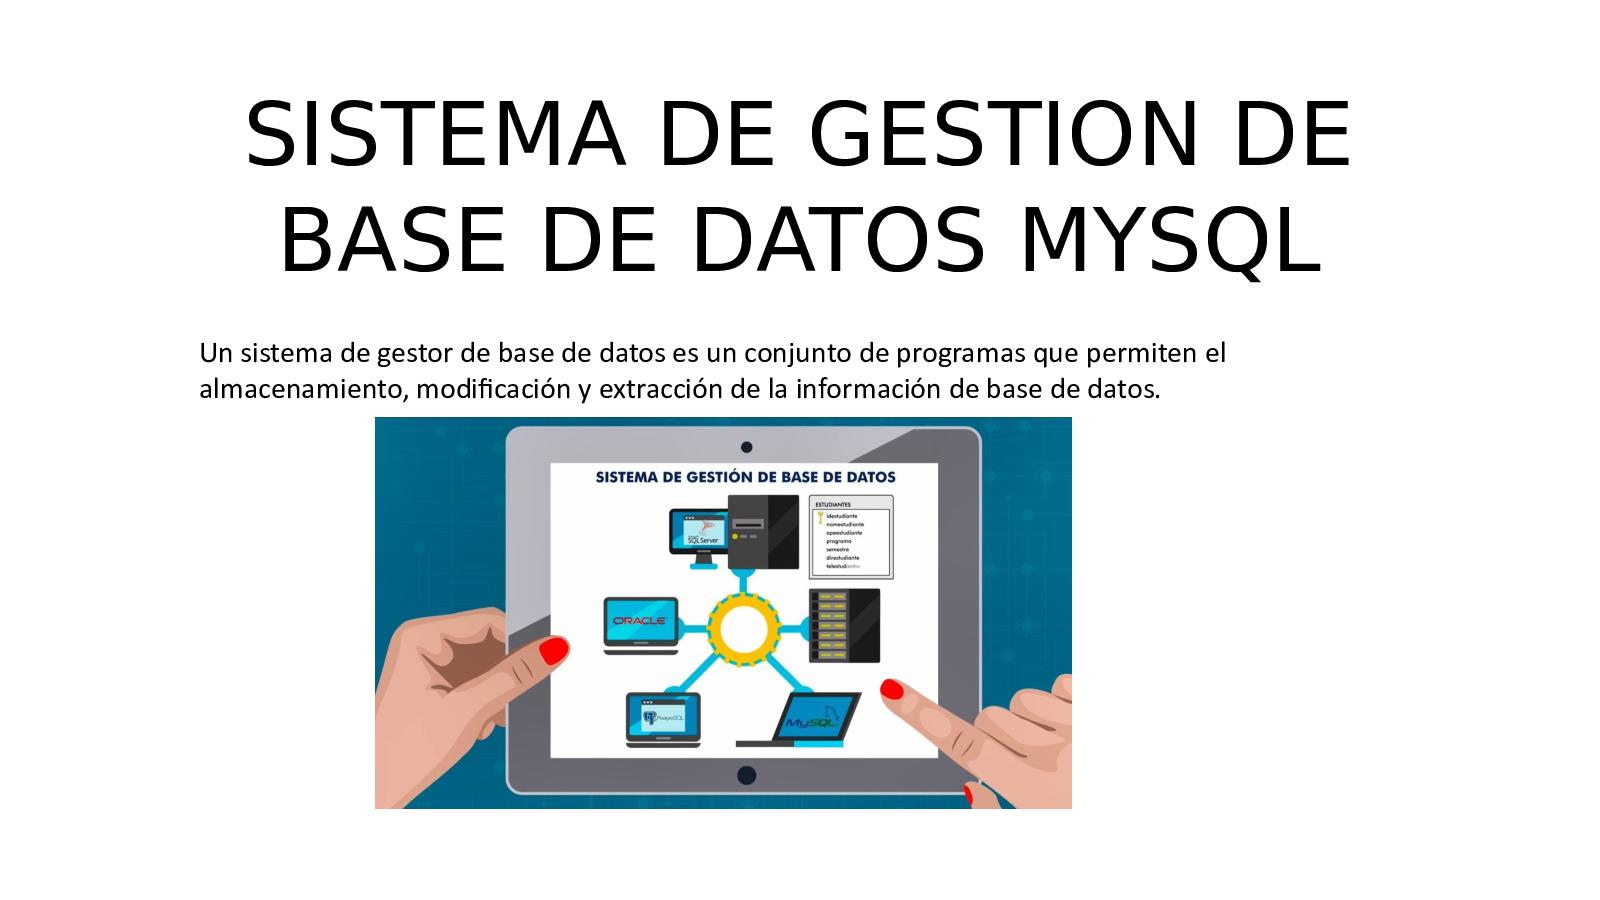 SISTEMA DE GESTION DE
BASE DE DATOS MYSQL
Un sistema de gestor de base de datos es un conjunto de programas que permiten el
almacenamiento, modificación y extracción de la información de base de datos.
SISTEMA DE GESTIÓN DE BASE DE DATOS
SQL Server
ESTUDIANTES
idestudiante
nomestudiante
apeestudiante
programa
semestre
direstudiante
telestudiante
ORACLE
PostgreSQL
MySQL